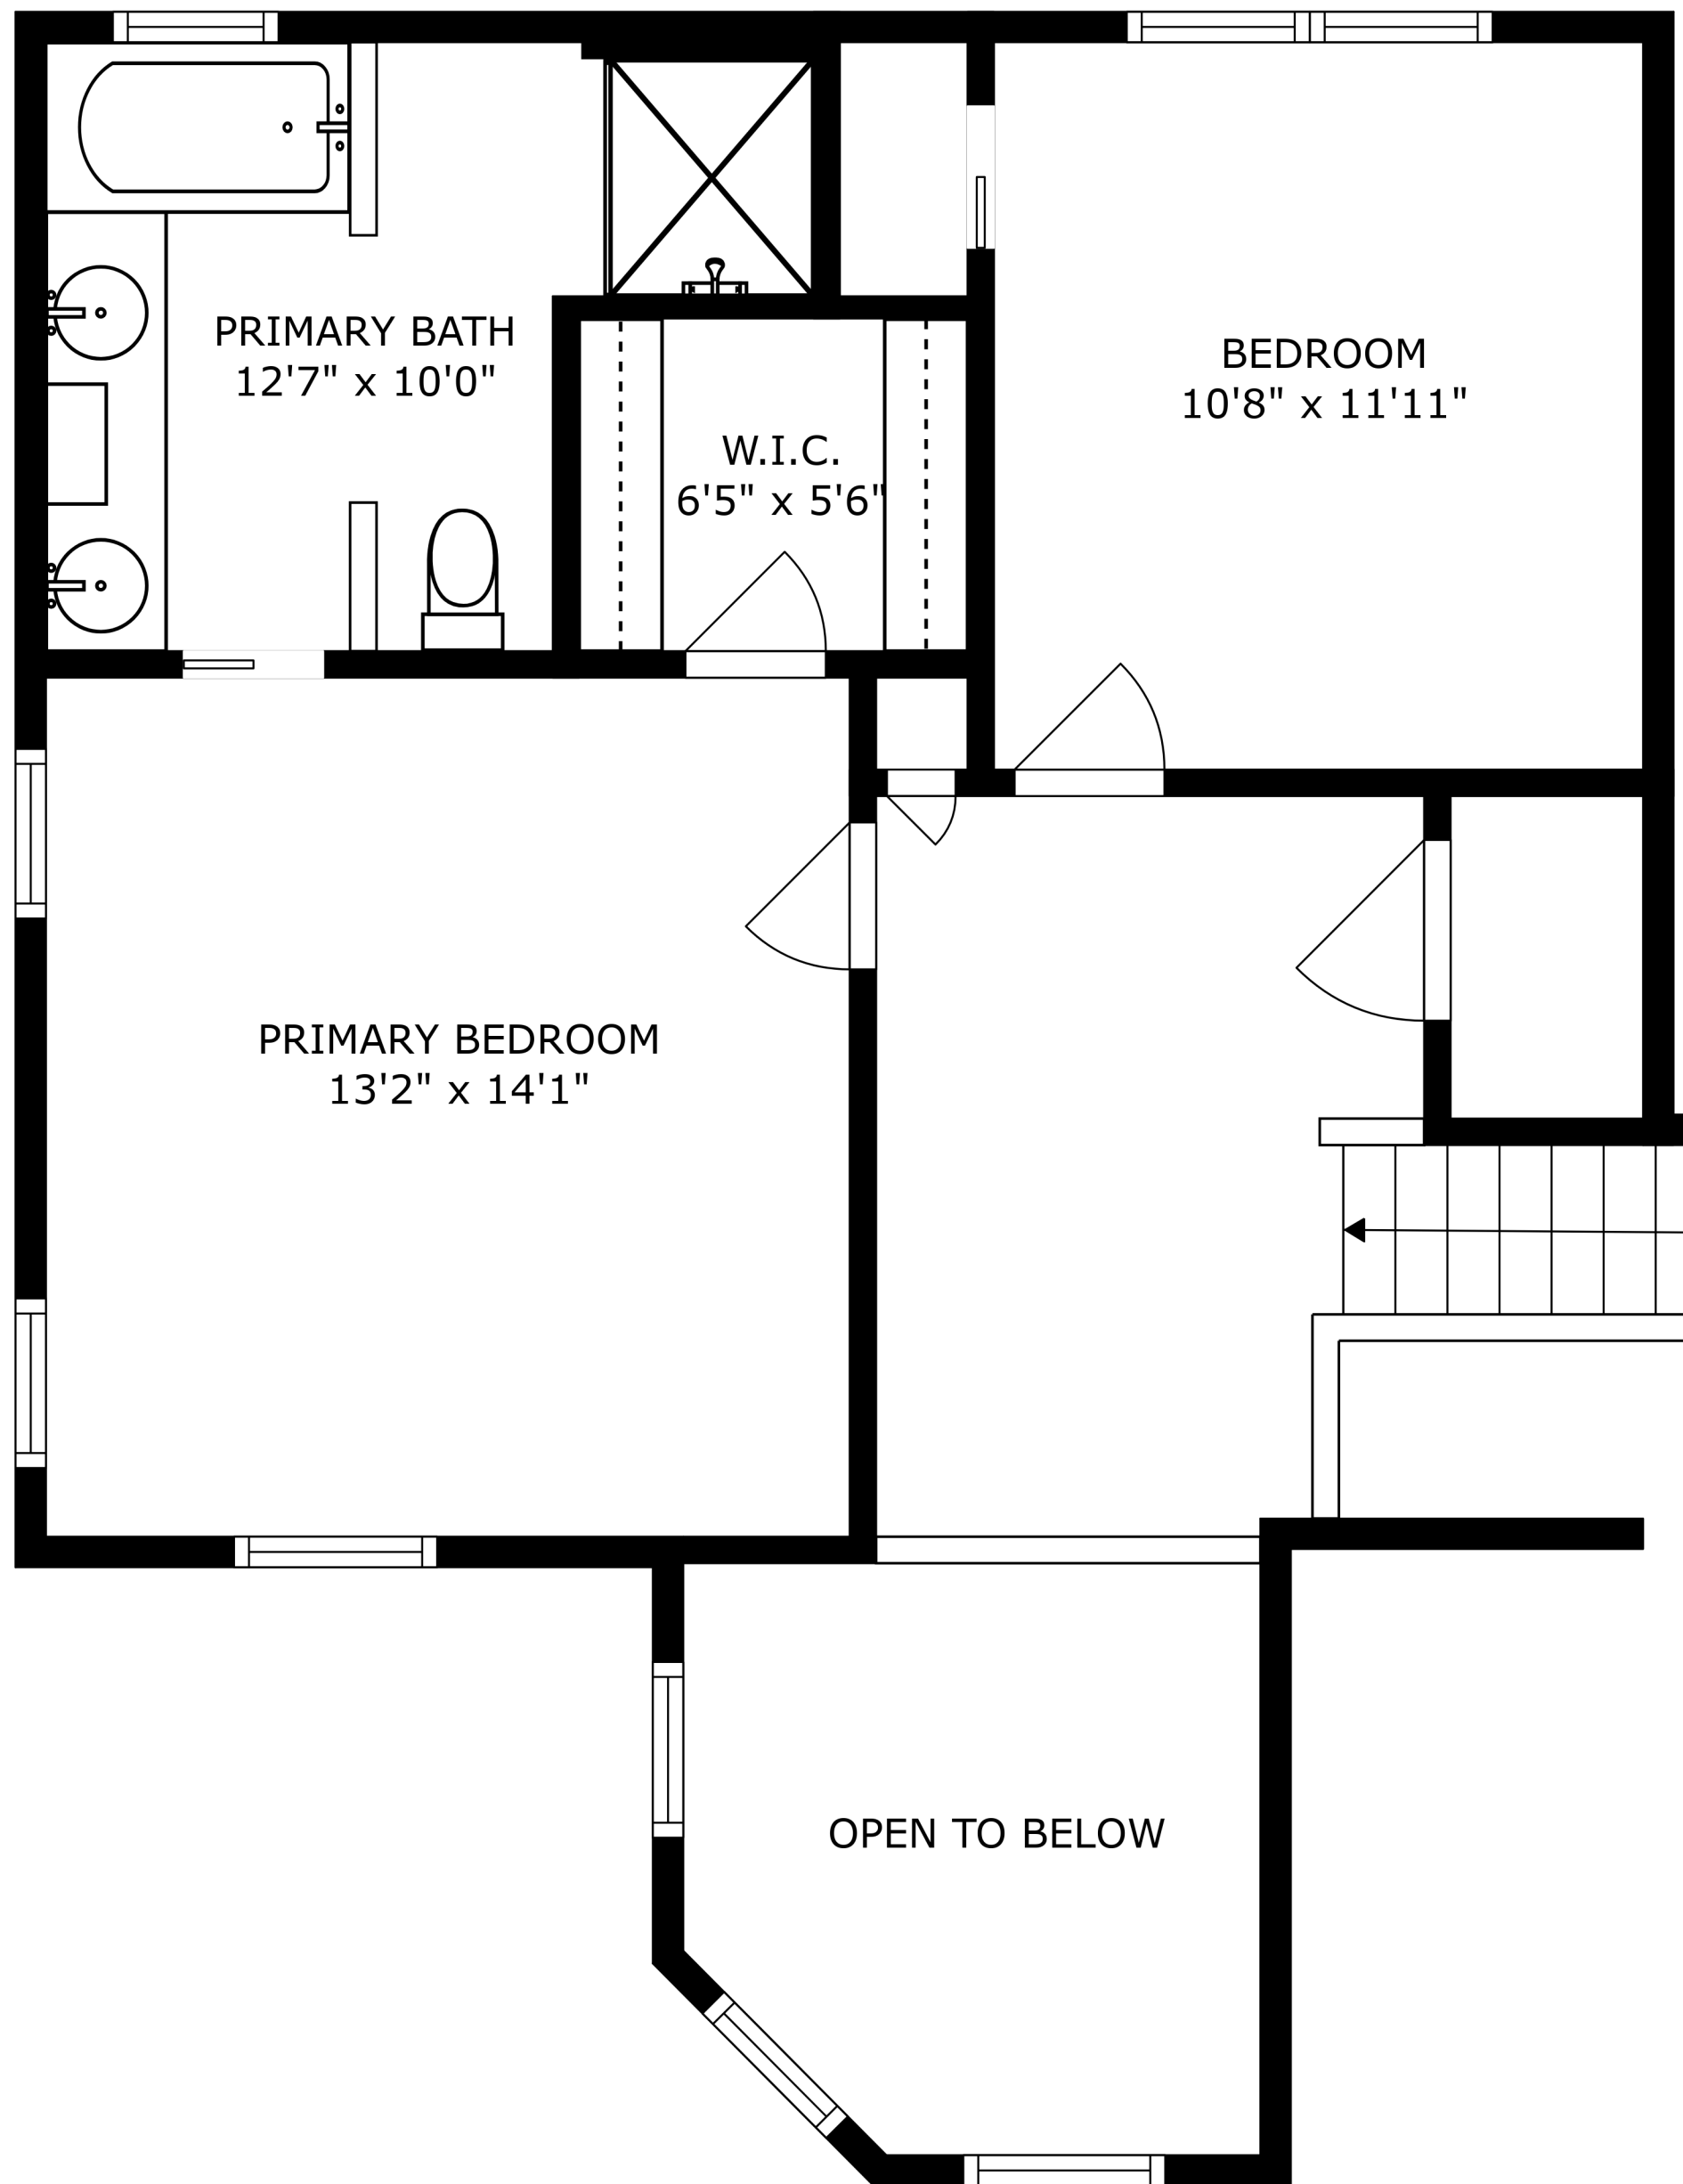 PRIMARY BATH
12'7" x 10'0"
BEDROOM
10'8" x 11'11"
W.I.C.
6'5" x 5'6"
PRIMARY BEDROOM
13'2" x 14'1"
OPEN TO BELOW